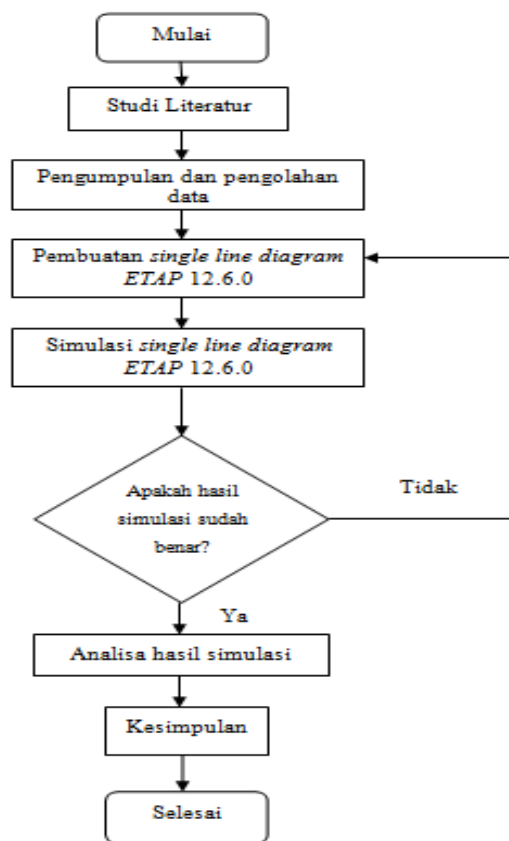 Mulai
Studi Literatur
Pengumpulan dan pengolahan
data
Pembuatan single line diagram
ETAP 12.6.0
Simulasi single line diagram
ETAP 12.6.0
Apakah hasil
simulasi sudah
benar?
Tidak
Ya
Analisa hasil simulasi
Kesimpulan
Selesai